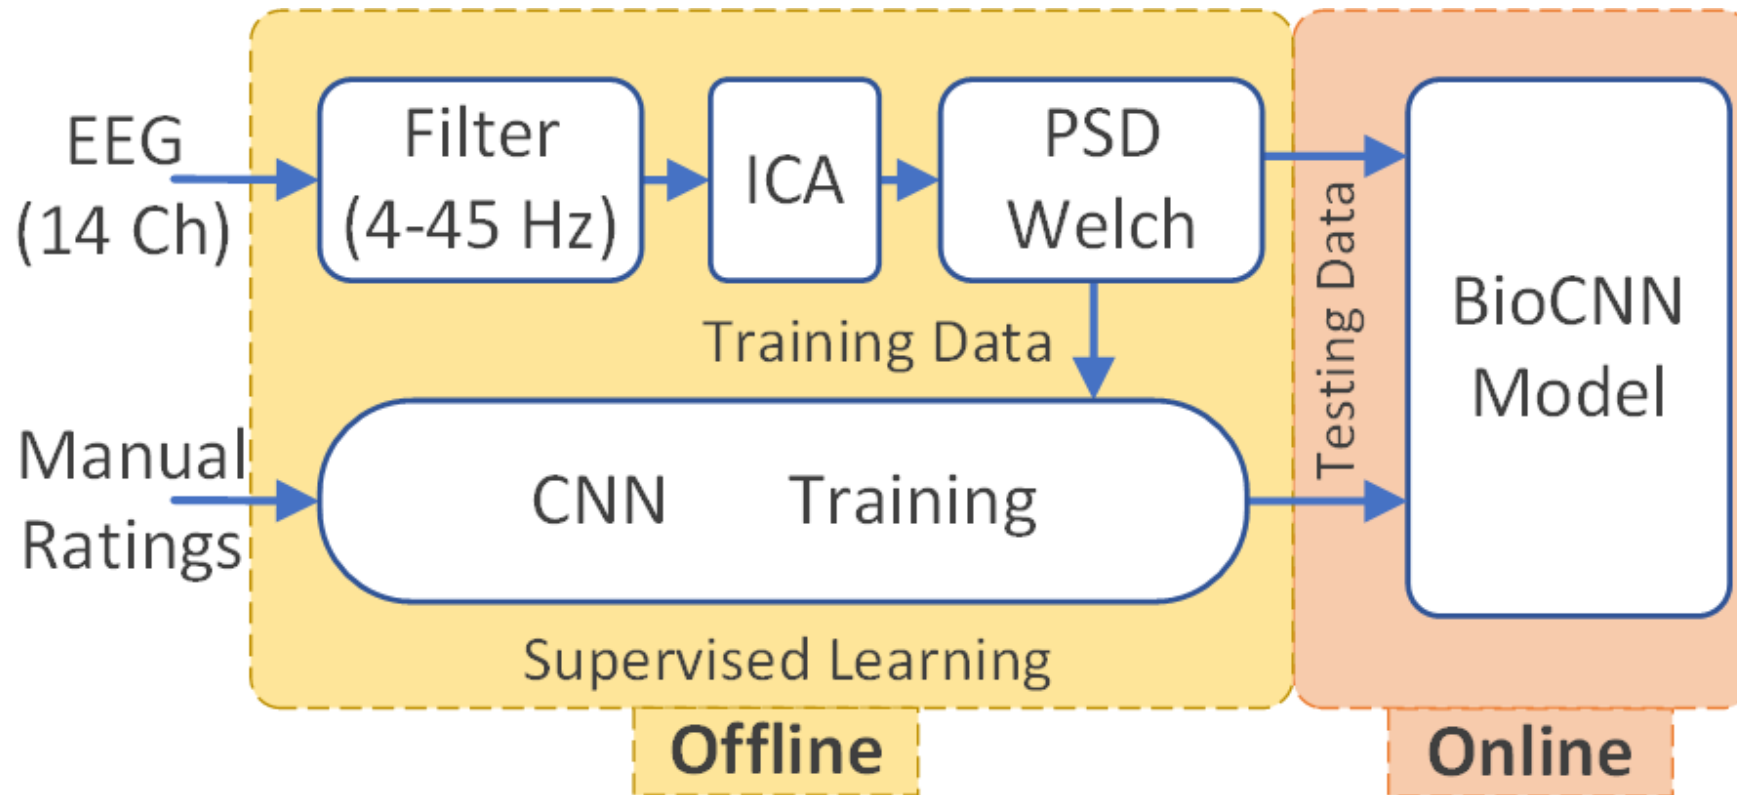 EEG
(14 Ch)
Filter
(4-45 Hz)
ICA
PSD
Welch
Training Data
Testing Data
BioCNN
Model
Manual
Ratings
CNN Training
Supervised Learning
Offline
Online